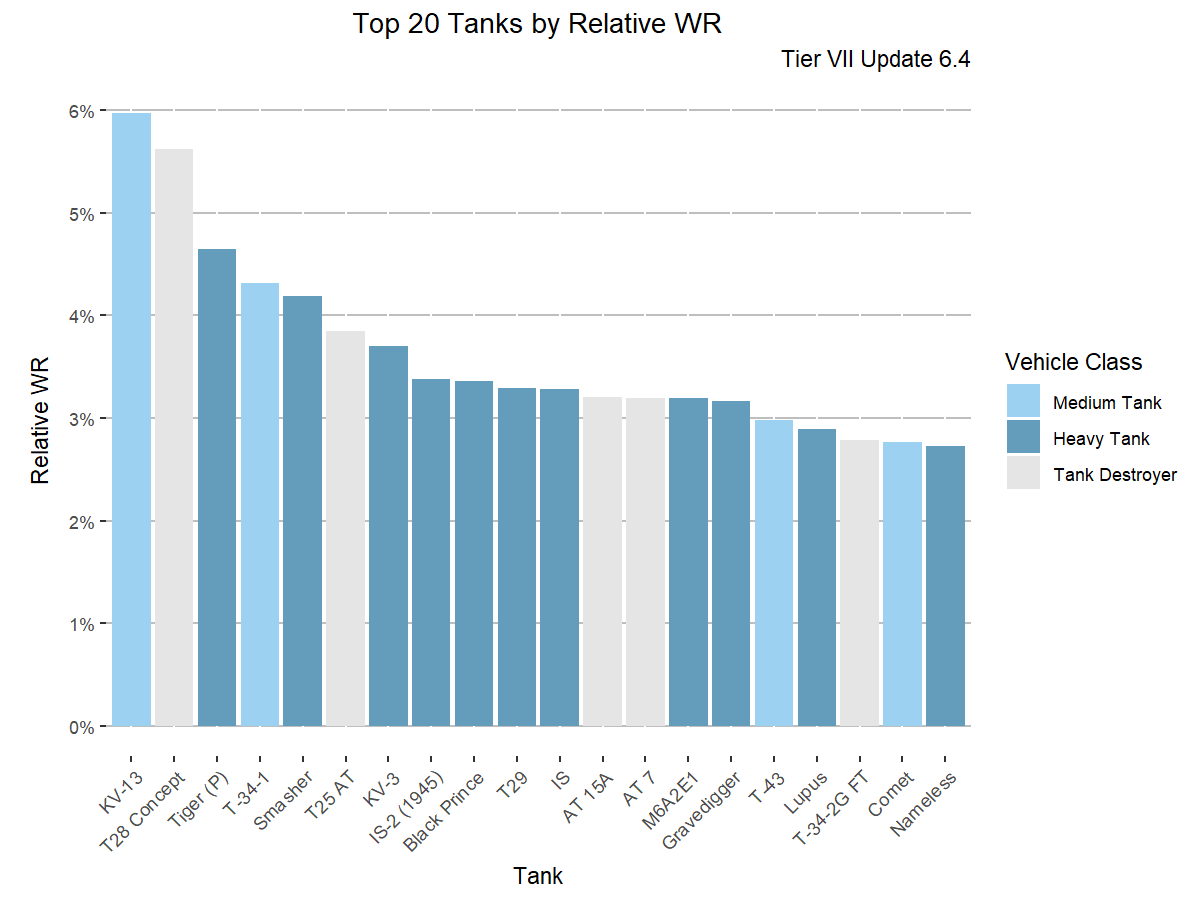 Top 20 Tanks by Relative WR
Tier VII Update 6.4
6%
5%
4%
3%
2%
1%
0%
Relative WR
KV-13
T28 Concept
Tiger (P)
T-34-1
Smasher
T25 AT
KV-3
IS-2 (1945)
Black Prince
T29
IS
AT 15A
AT 7
M6A2E1
Gravedigger
T-43
Lupus
T-34-2G FT
Comet
Nameless
Tank
Vehicle Class
Medium Tank
Heavy Tank
Tank Destroyer